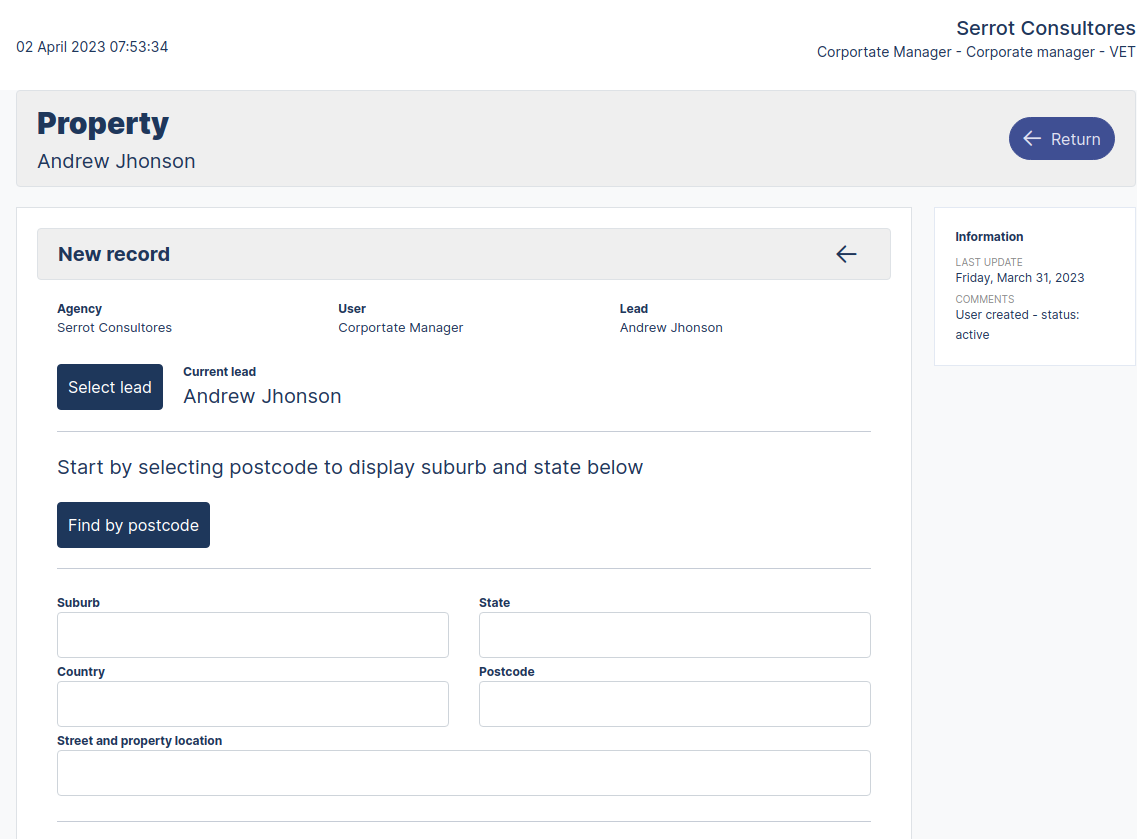 02 April 2023 07:53:34
Serrot Consultores
Corportate Manager - Corporate manager - VET
Property
Andrew Jhonson
Return
New record
Agency
Serrot Consultores
User
Corportate Manager
Lead
Andrew Jhonson
Select lead
Current lead
Andrew Jhonson
Start by selecting postcode to display suburb and state below
Find by postcode
Suburb
State
Country
Postcode
Street and property location
Information
LAST UPDATE
Friday, March 31, 2023
COMMENTS
User created - status:
active